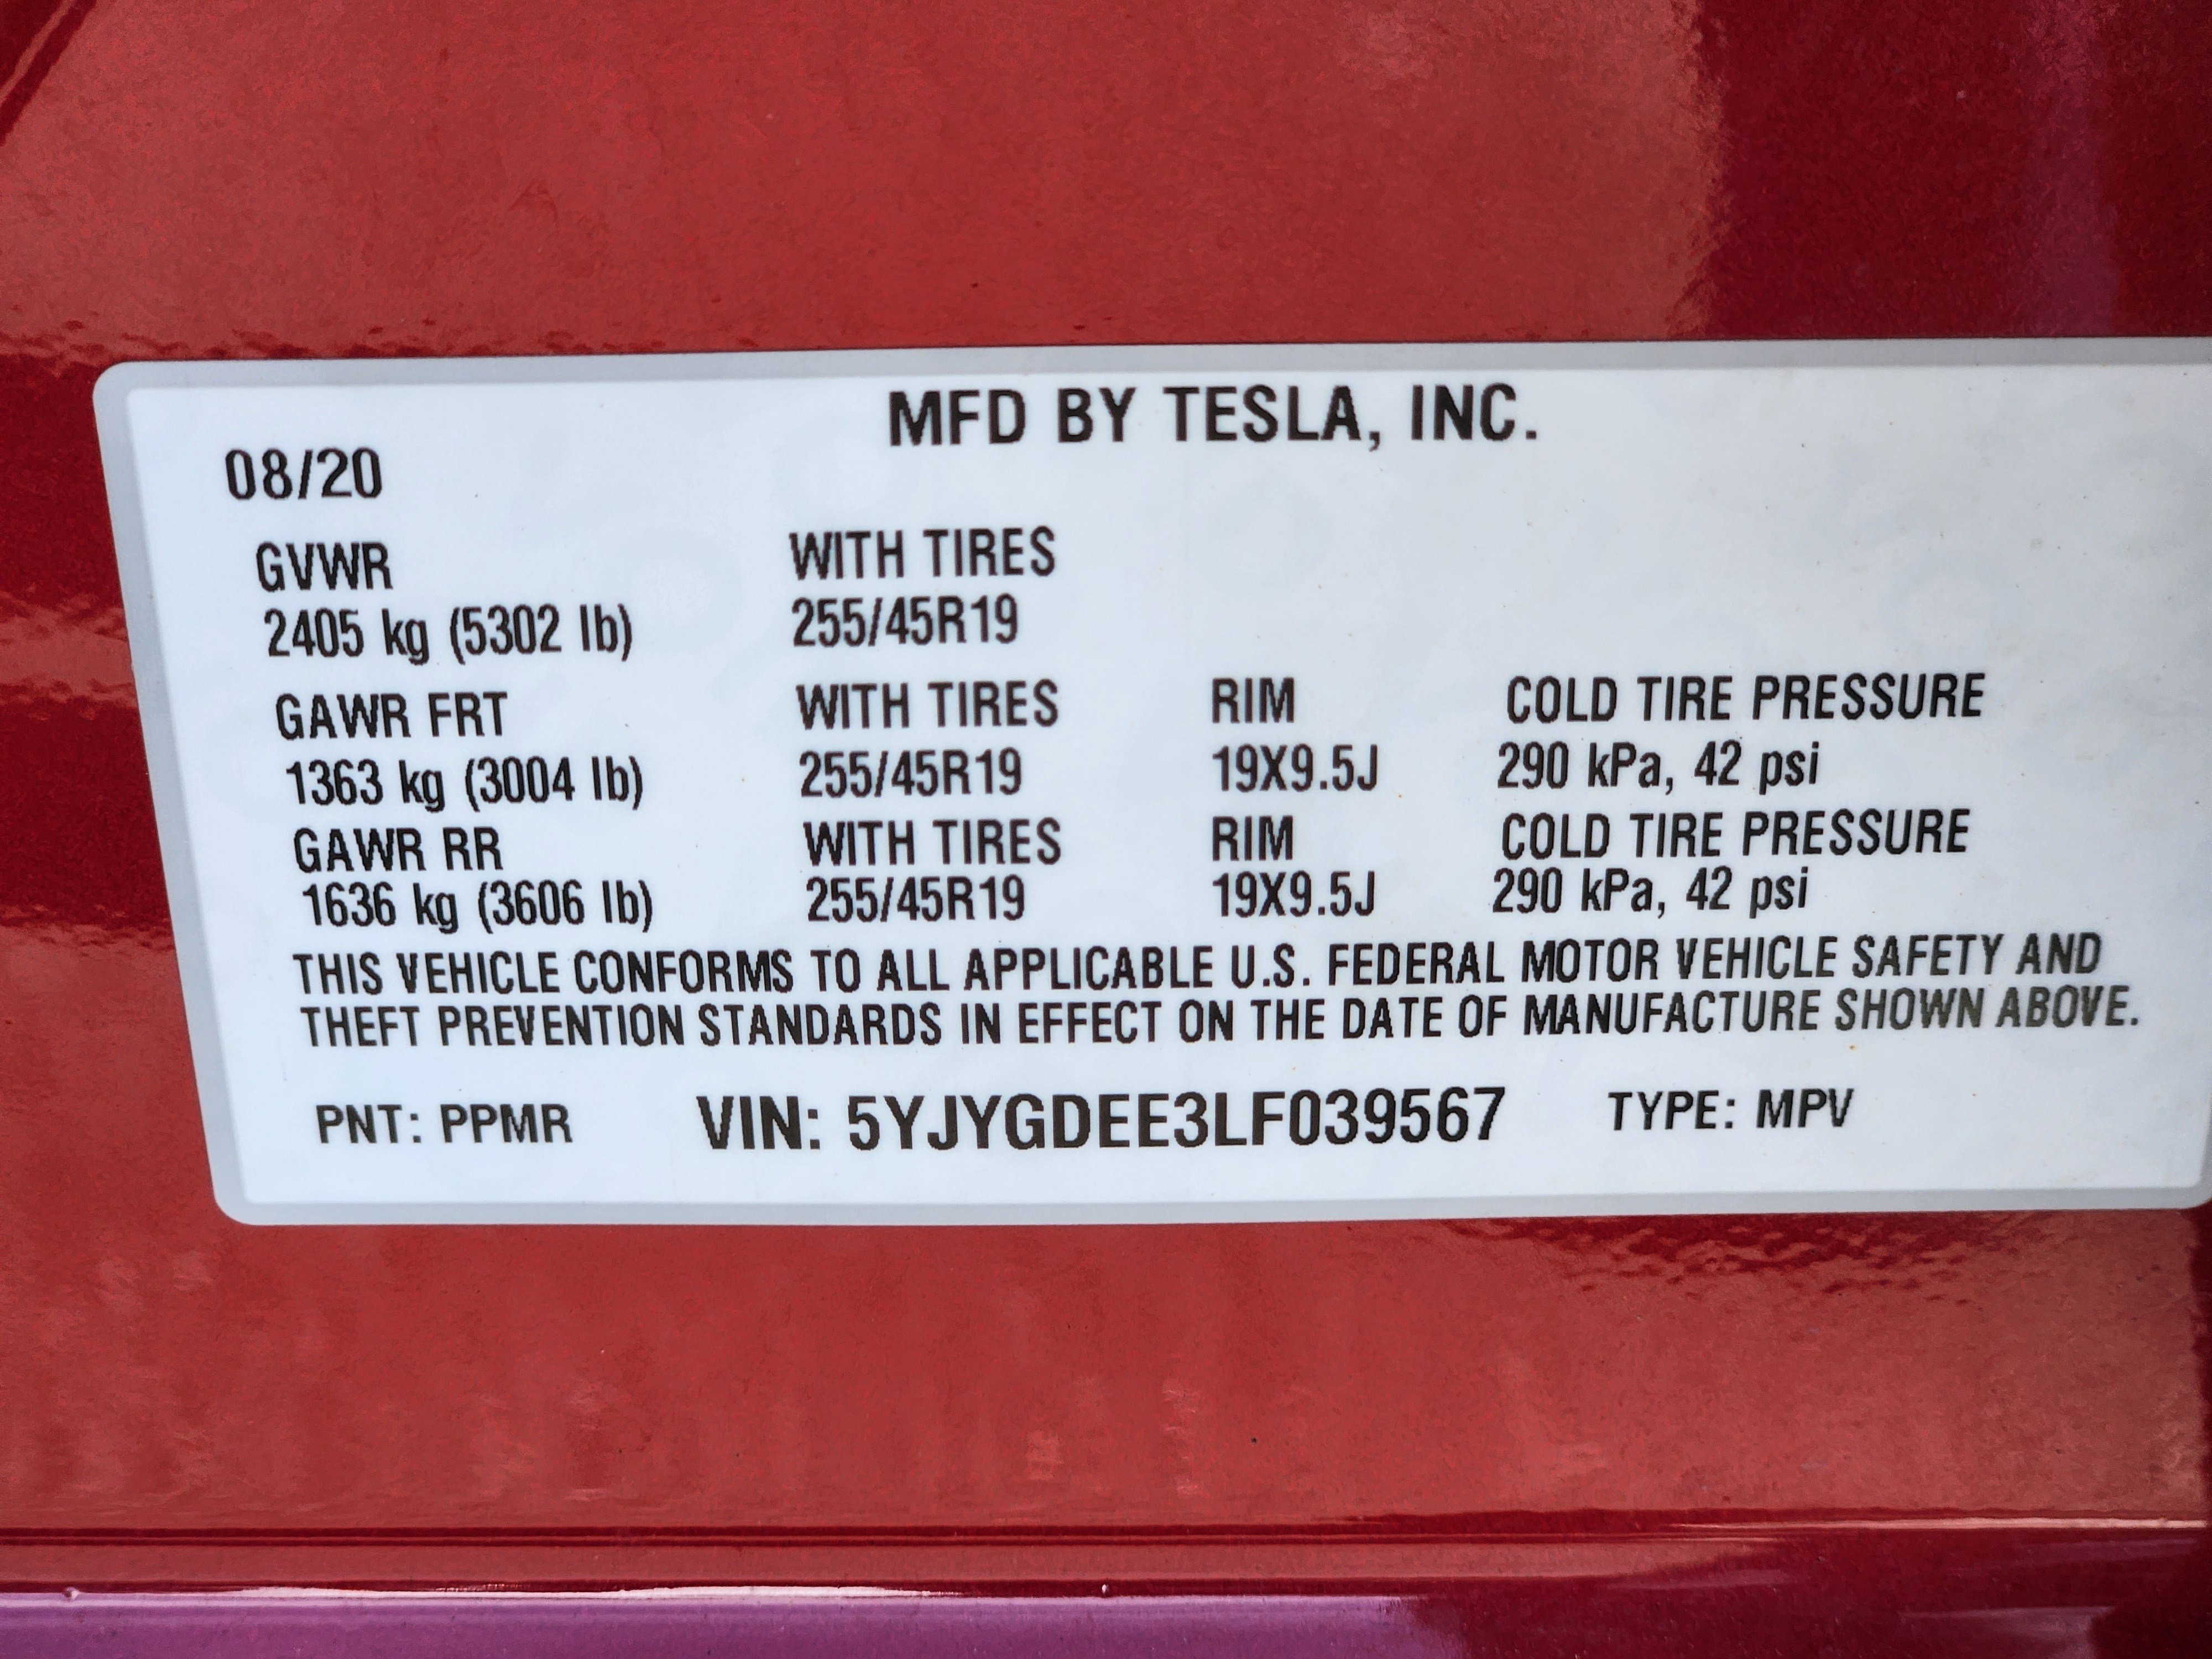 MFD BY TESLA, INC.
08/20
GVWR WITH TIRES
2405 kg (5302 lb) 255/45R19
GAWR FRT WITH TIRES RIM COLD TIRE PRESSURE
1363 kg (3004 lb) 255/45R19 19X9.5J 290 kPa, 42 psi
GAWR RR WITH TIRES RIM COLD TIRE PRESSURE
1636 kg (3606 lb) 255/45R19 19X9.5J 290 kPa, 42 psi
THIS VEHICLE CONFORMS TO ALL APPLICABLE U.S. FEDERAL MOTOR VEHICLE SAFETY AND
THEFT PREVENTION STANDARDS IN EFFECT ON THE DATE OF MANUFACTURE SHOWN ABOVE.
PNT: PPMR VIN: 5YJYGDEE3LF039567 TYPE: MPV